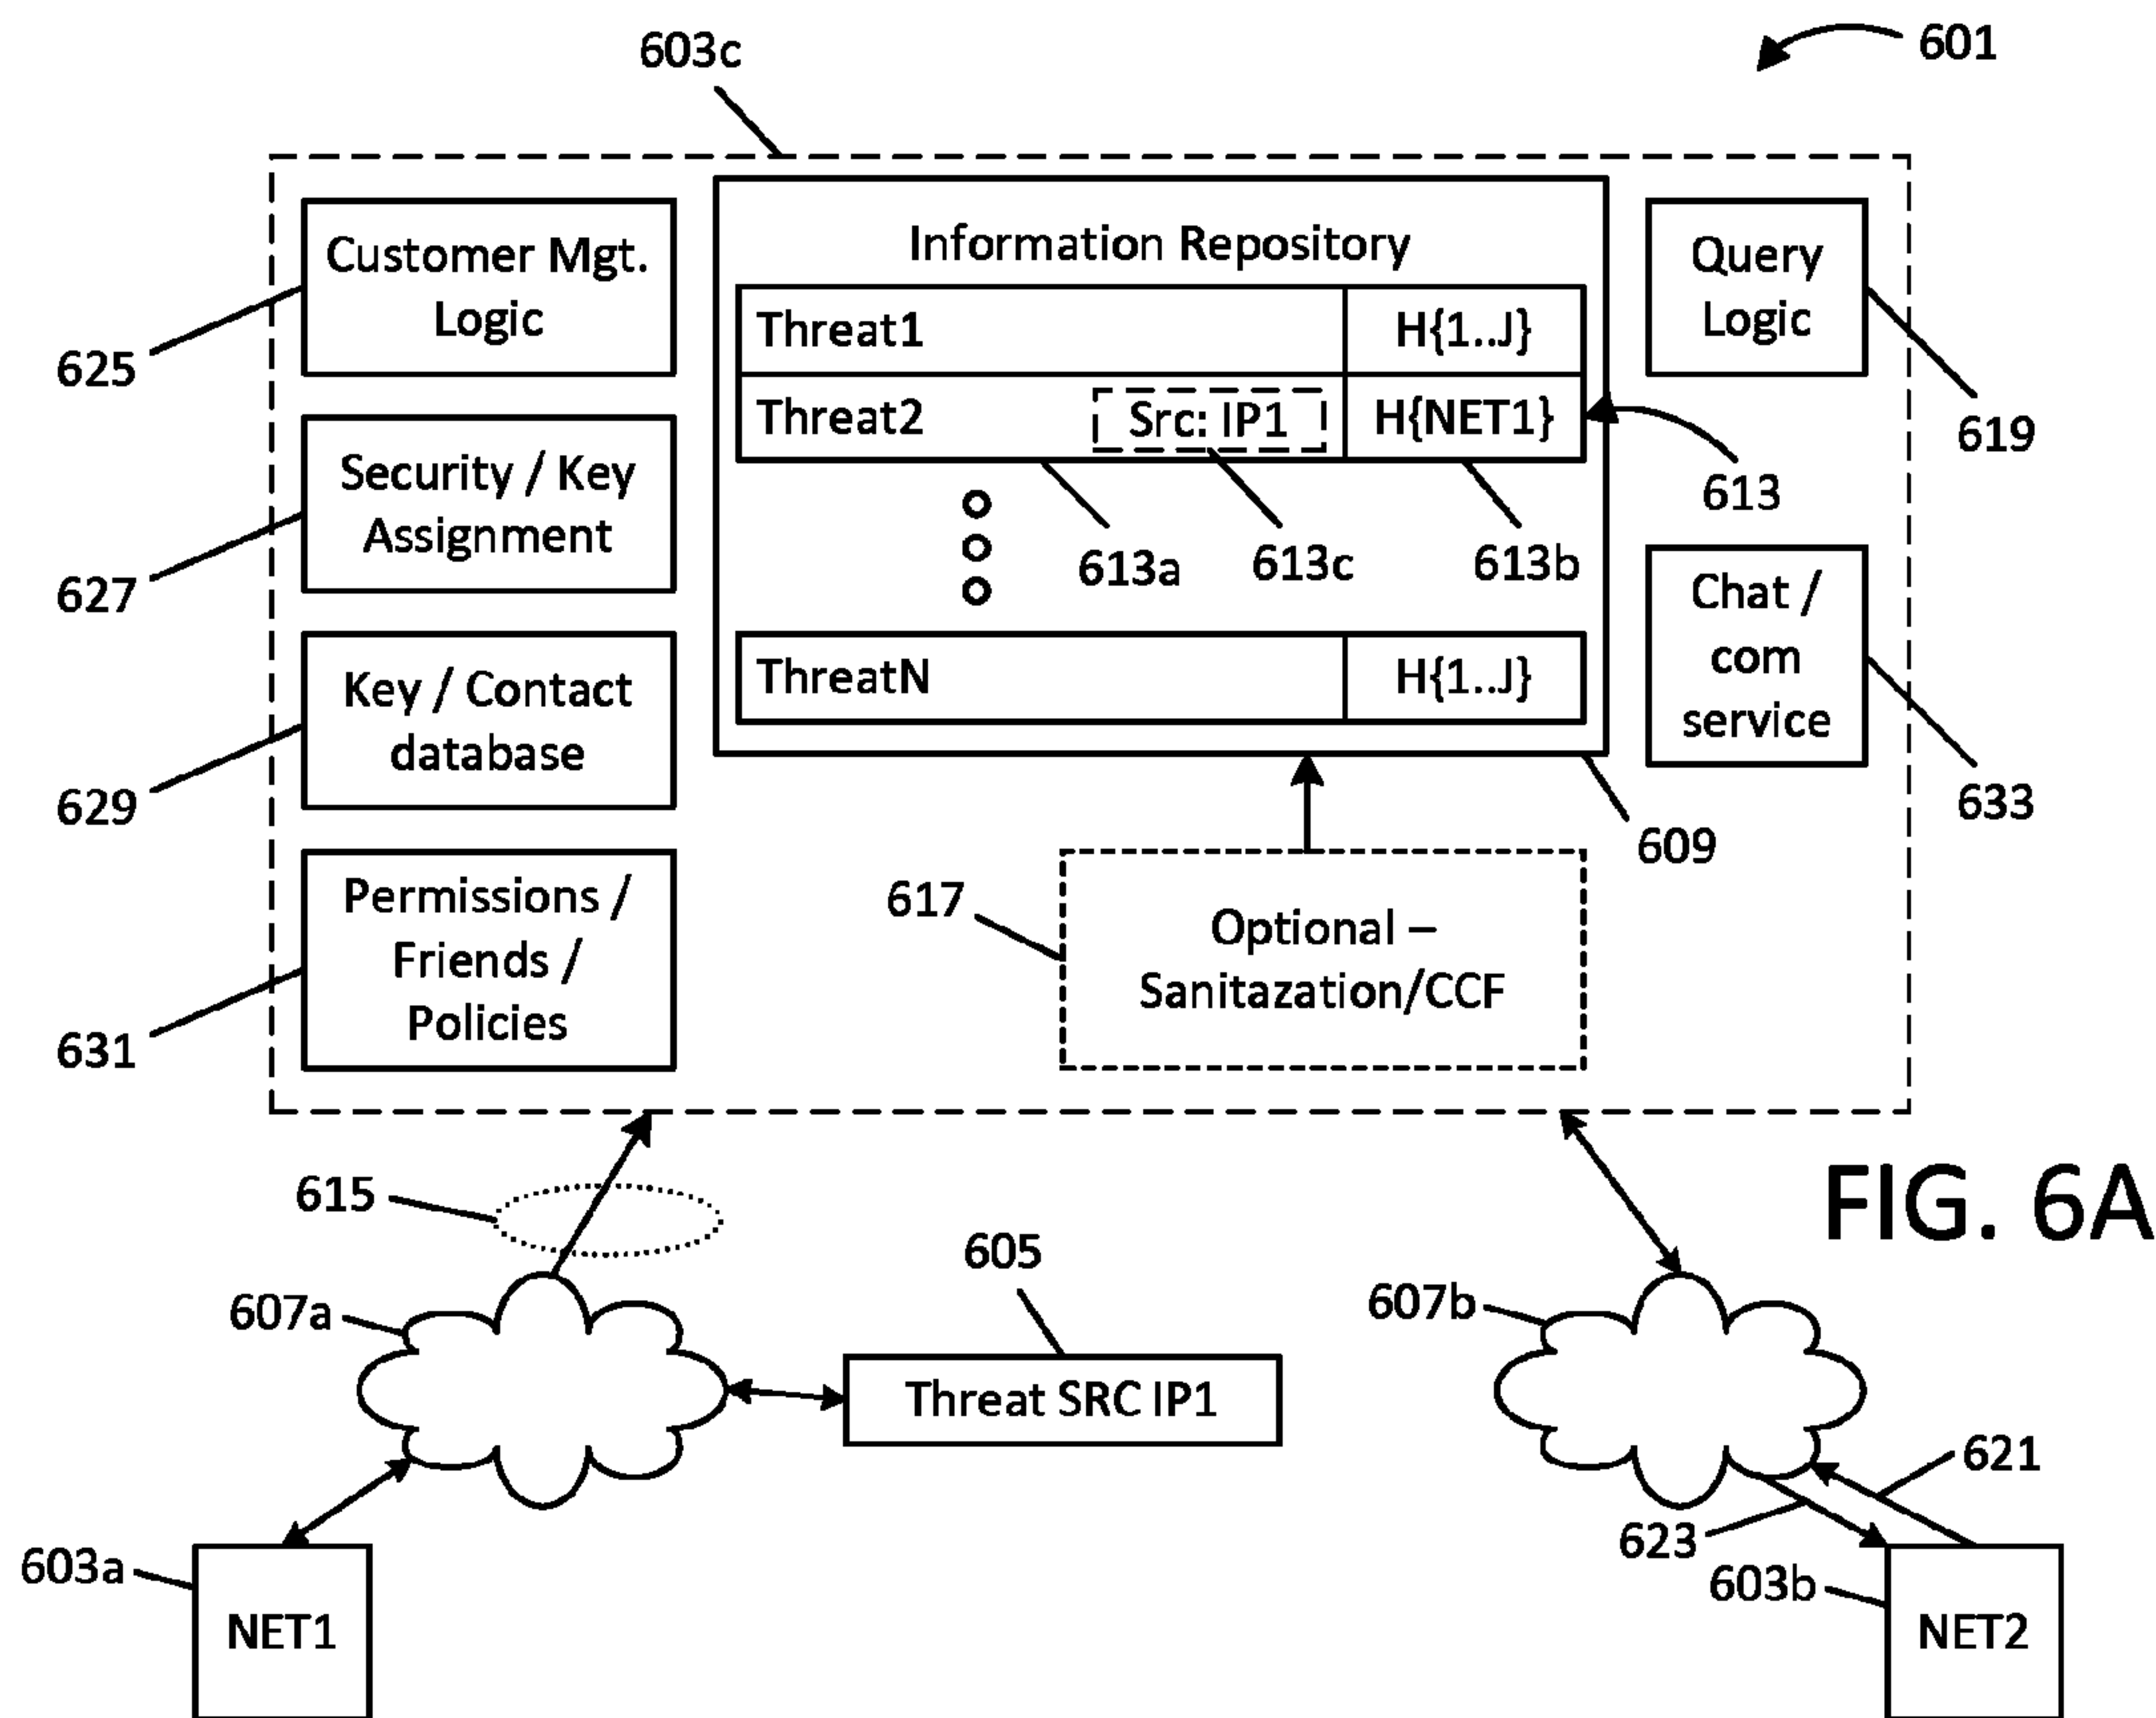 603c
601
Customer Mgt.
Logic
625
Security / Key
Assignment
627
Key / Contact
database
629
Permissions /
Friends /
Policies
631
Information Repository
Threat1
H{1..J}
Threat2
Src: IP1
H{NET1}
613
613a
613c
613b
ThreatN
H{1..J}
609
Query
Logic
619
Chat /
com
service
633
617
Optional –
Sanitazation/CCF
615
FIG. 6A
605
607a
Threat SRC IP1
607b
621
623
603a
NET1
603b
NET2